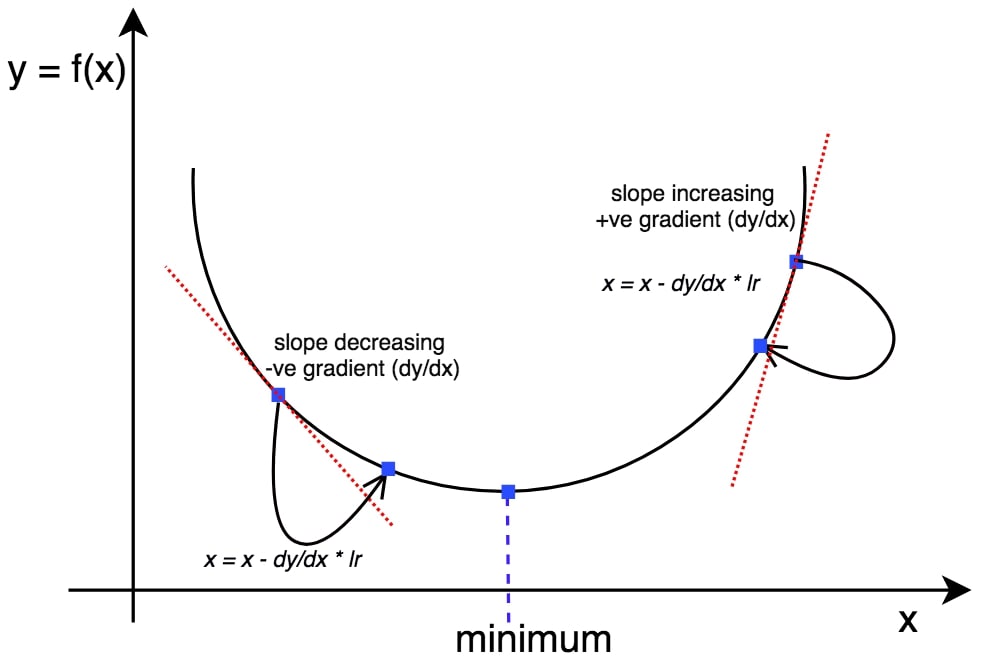 y = f(x)
slope increasing
+ve gradient (dy/dx)
x = x - dy/dx * lr
slope decreasing
-ve gradient (dy/dx)
x = x - dy/dx * lr
x
minimum